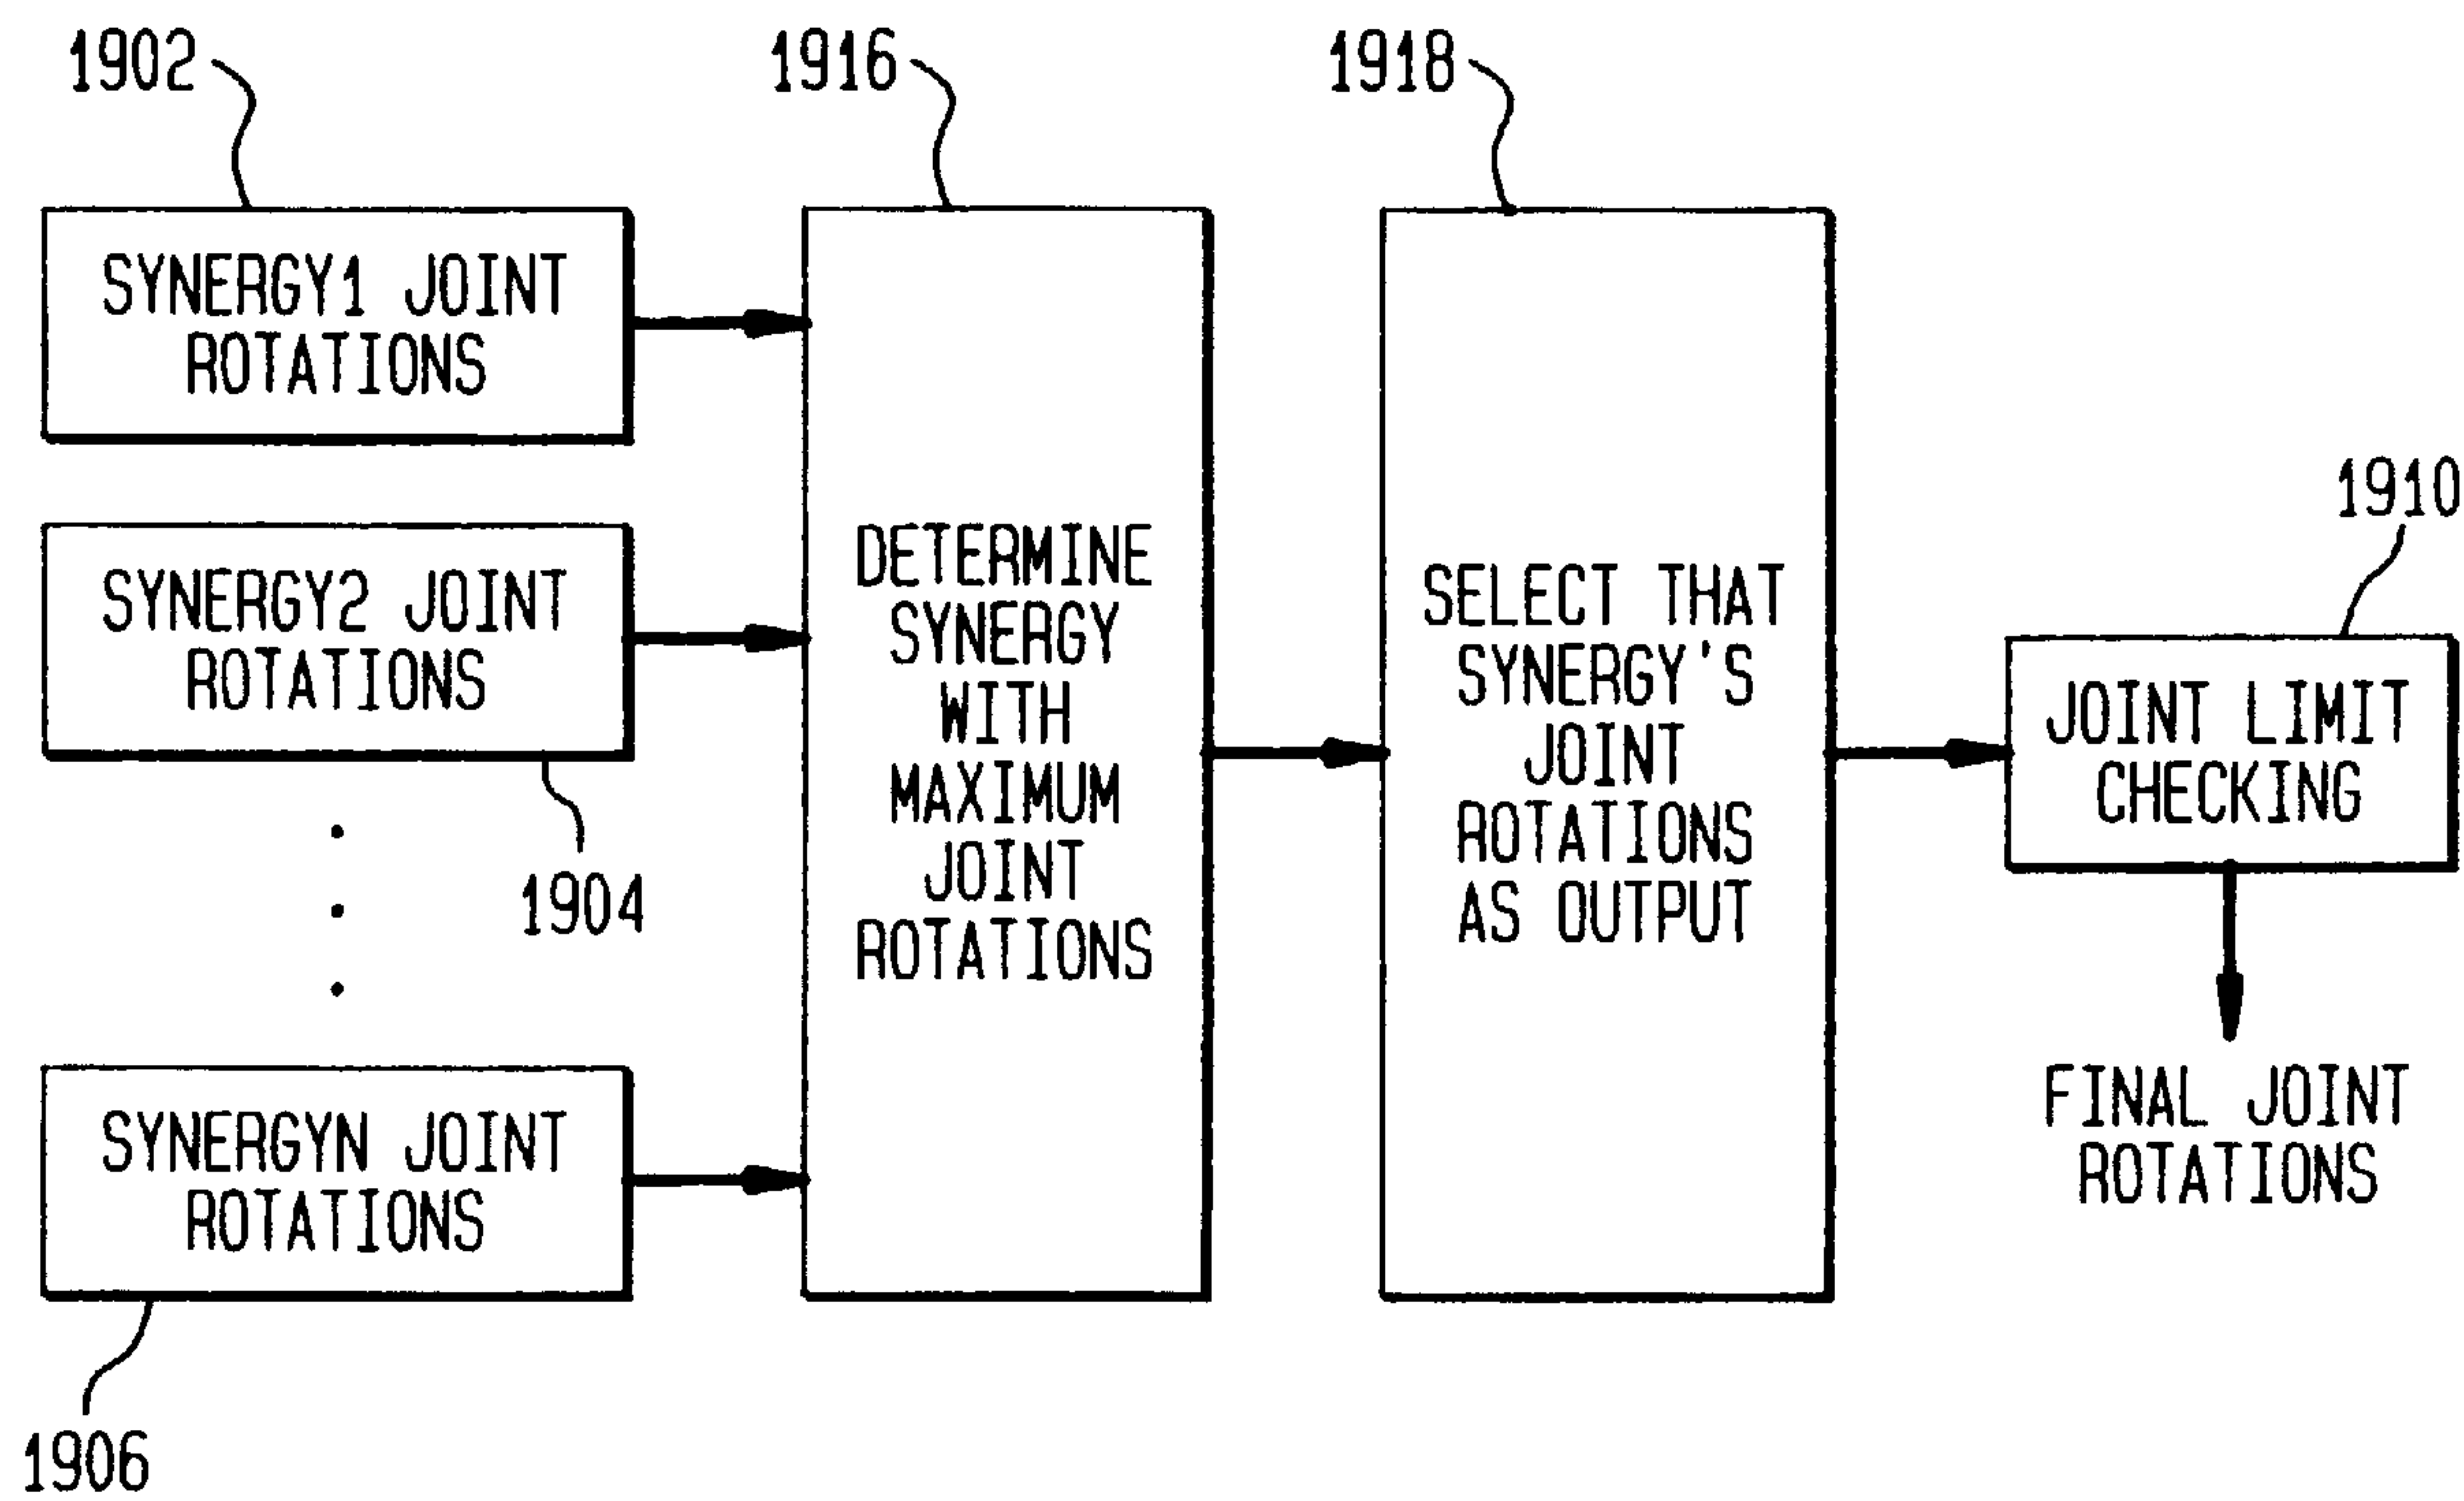 1902
1916
1918
SYNERGY1 JOINT
ROTATIONS
SYNERGY2 JOINT
ROTATIONS
1904
SYNERGYN JOINT
ROTATIONS
1906
DETERMINE
SYNERGY
WITH
MAXIMUM
JOINT
ROTATIONS
SELECT THAT
SYNERGY'S
JOINT
ROTATIONS
AS OUTPUT
1910
JOINT LIMIT
CHECKING
FINAL JOINT
ROTATIONS